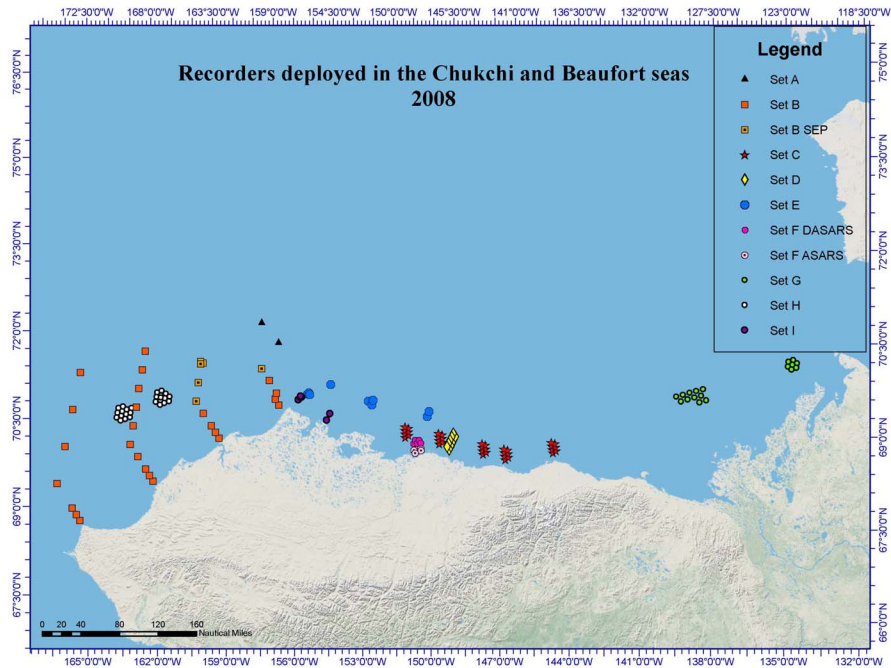 172°30'0"W 168°0'0"W 163°30'0"W 159°0'0"W 154°30'0"W 150°0'0"W 145°30'0"W 141°0'0"W 136°30'0"W 132°0'0"W 127°30'0"W 123°0'0"W 118°30'0"W
Recorders deployed in the Chukchi and Beaufort seas
2008
Legend
Set A
Set B
Set B SEP
Set C
Set D
Set E
Set F DASARS
Set F ASARS
Set G
Set H
Set I
76°30'0"N
75°0'0"N
73°30'0"N
72°0'0"N
70°30'0"N
69°0'0"N
67°30'0"N
75°0'0"N
73°30'0"N
72°0'0"N
70°30'0"N
69°0'0"N
67°30'0"N
66°0'0"N
0 20 40 80 120 160
Nautical Miles
165°0'0"W 162°0'0"W 159°0'0"W 156°0'0"W 153°0'0"W 150°0'0"W 147°0'0"W 144°0'0"W 141°0'0"W 138°0'0"W 135°0'0"W 132°0'0"W